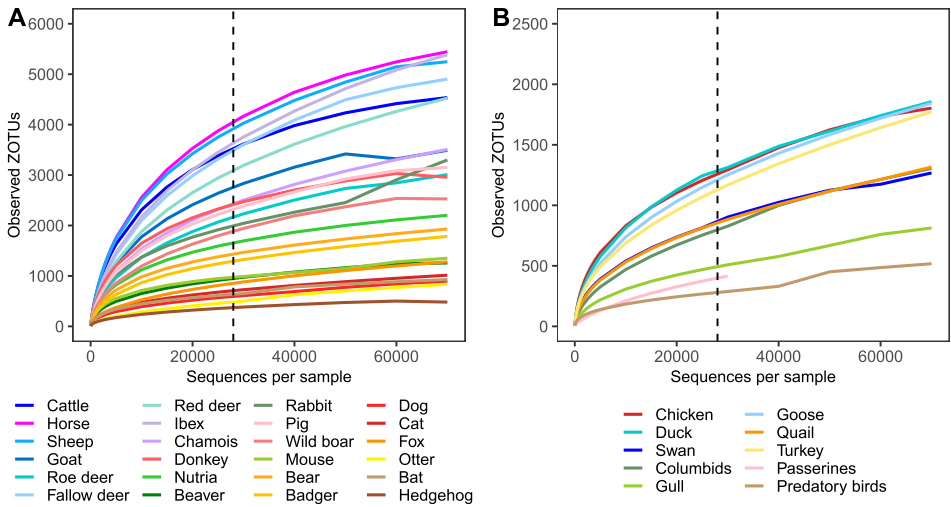 A
Observed ZOTUs
6000
5000
4000
3000
2000
1000
0
0 20000 40000 60000
Sequences per sample
Cattle Red deer Rabbit Dog
Horse Ibex Pig Cat
Sheep Chamois Wild boar Fox
Goat Donkey Mouse Otter
Roe deer Nutria Bear Bat
Fallow deer Beaver Badger Hedgehog
B
Observed ZOTUs
2500
2000
1500
1000
500
0
0 20000 40000 60000
Sequences per sample
Chicken Goose
Duck Quail
Swan Turkey
Columbids Passerines
Gull Predatory birds